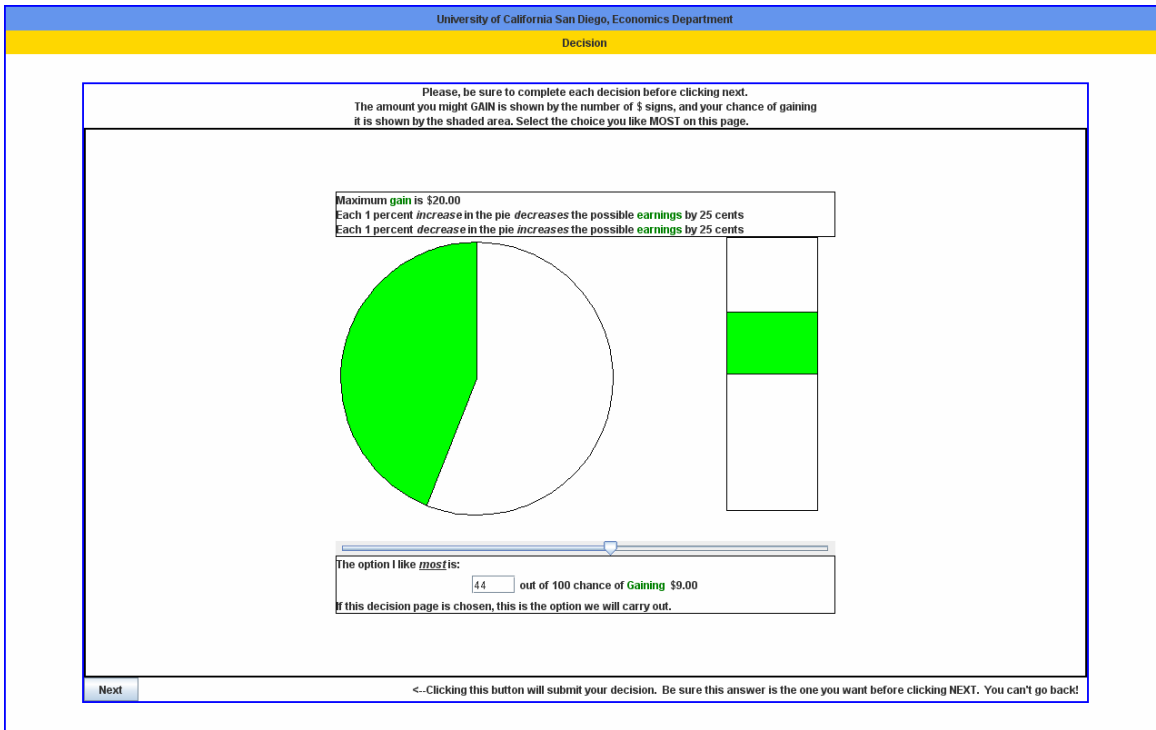 University of California San Diego, Economics Department
Decision
Please, be sure to complete each decision before clicking next.
The amount you might GAIN is shown by the number of $ signs, and your chance of gaining
it is shown by the shaded area. Select the choice you like MOST on this page.
Maximum gain is $20.00
Each 1 percent increase in the pie decreases the possible earnings by 25 cents
Each 1 percent decrease in the pie increases the possible earnings by 25 cents
The option I like most is:
44 out of 100 chance of Gaining $9.00
If this decision page is chosen, this is the option we will carry out.
Next <--Clicking this button will submit your decision. Be sure this answer is the one you want before clicking NEXT. You can't go back!